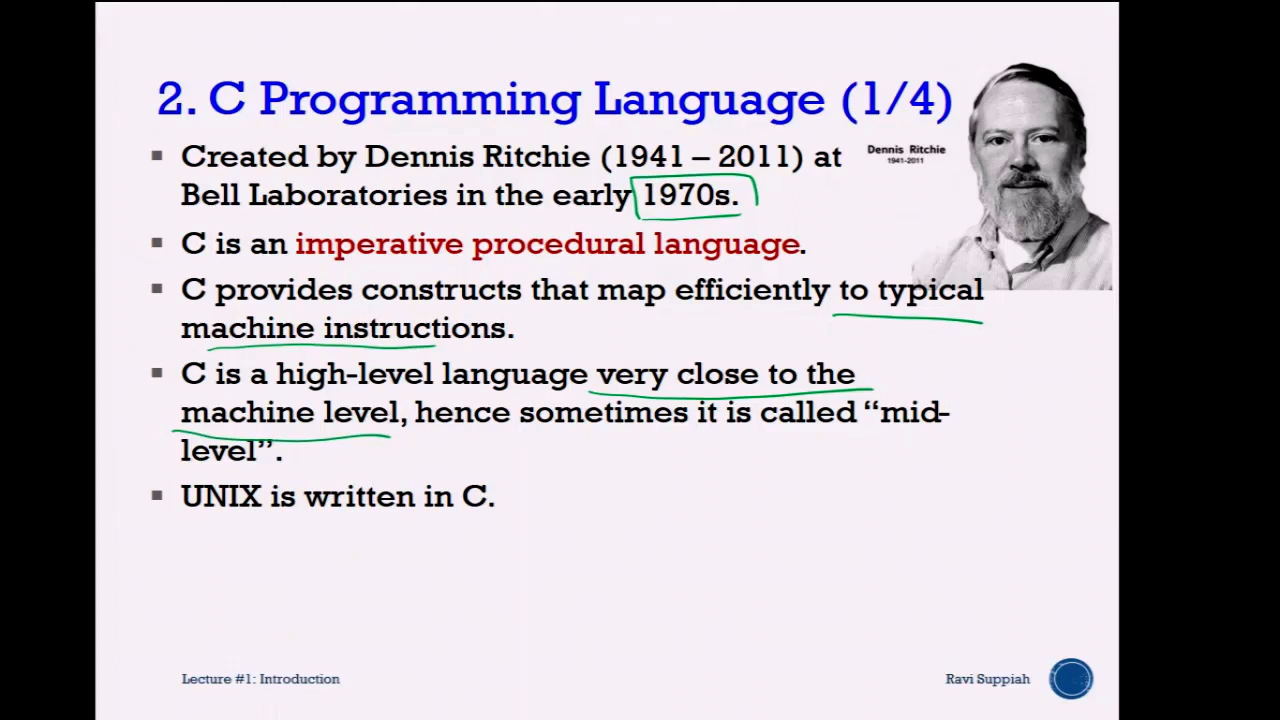 2. C Programming Language (1/4)
▪ Created by Dennis Ritchie (1941 – 2011) at
Bell Laboratories in the early 1970s.
Dennis Ritchie
1941-2011
▪ C is an imperative procedural language.
▪ C provides constructs that map efficiently to typical
machine instructions.
▪ C is a high-level language very close to the
machine level, hence sometimes it is called “mid-
level”.
▪ UNIX is written in C.
Lecture #1: Introduction
Ravi Suppiah